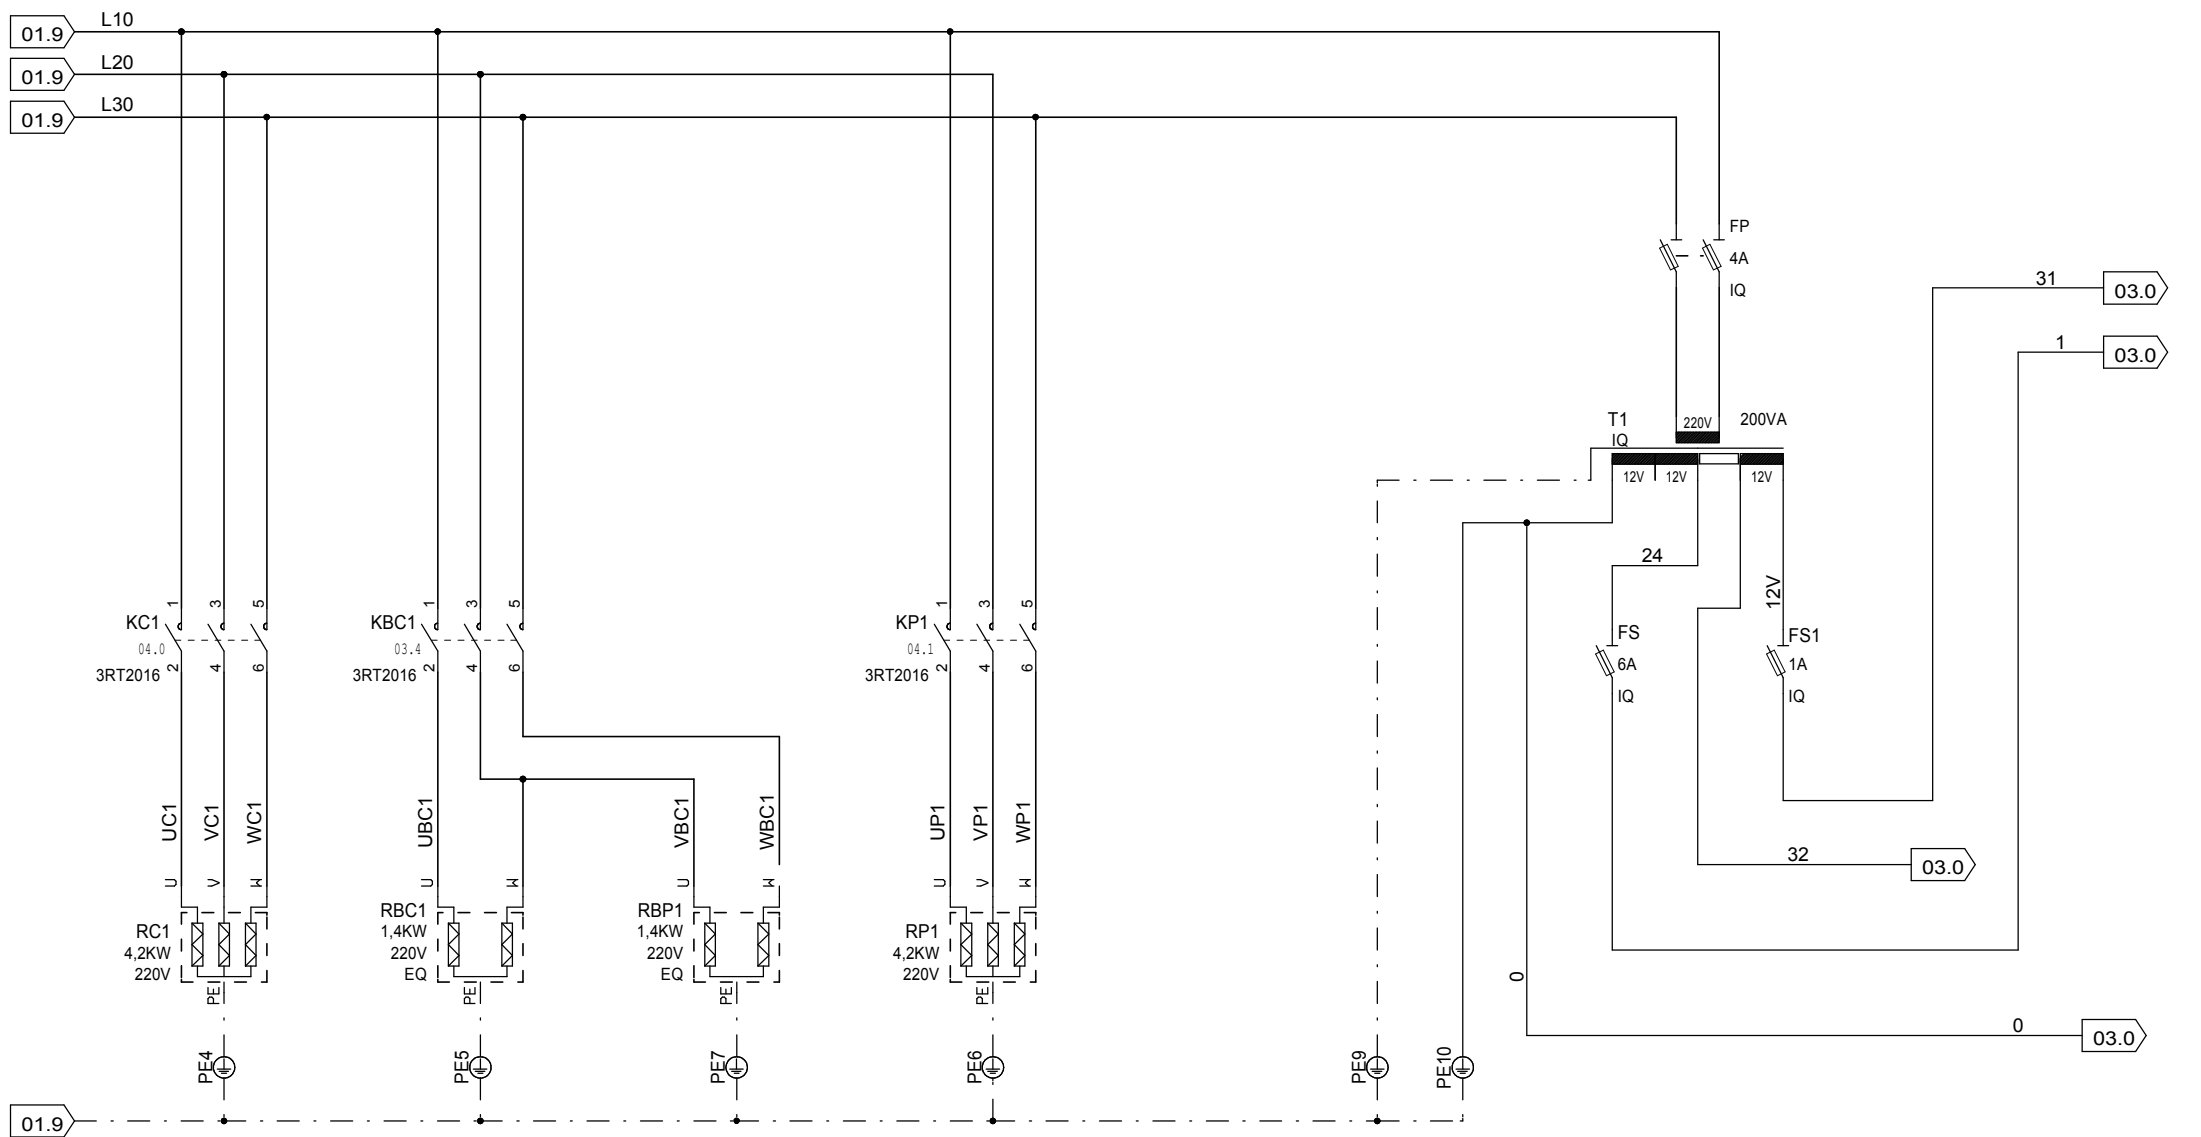 L10
01.9
L20
01.9
L30
01.9
FP
4A
IQ
31
03.0
1
03.0
T1
220V
200VA
IQ
12V
12V
12V
24
12V
1
3
5
KC1
04.0
3RT2016
2
4
6
1
3
5
KBC1
03.4
3RT2016
2
4
6
1
3
5
KP1
04.1
3RT2016
2
4
6
FS
6A
IQ
FS1
1A
IQ
UC1
VC1
WC1
UBC1
VBC1
WBC1
UP1
VP1
WP1
32
03.0
U
V
W
U
W
U
W
U
V
W
RC1
4,2KW
220V
PE
RBC1
1,4KW
220V
EQ
PE
RBP1
1,4KW
220V
EQ
PE
RP1
4,2KW
220V
PE
0
0
03.0
PE4
PE5
PE7
PE6
PE9
PE10
01.9